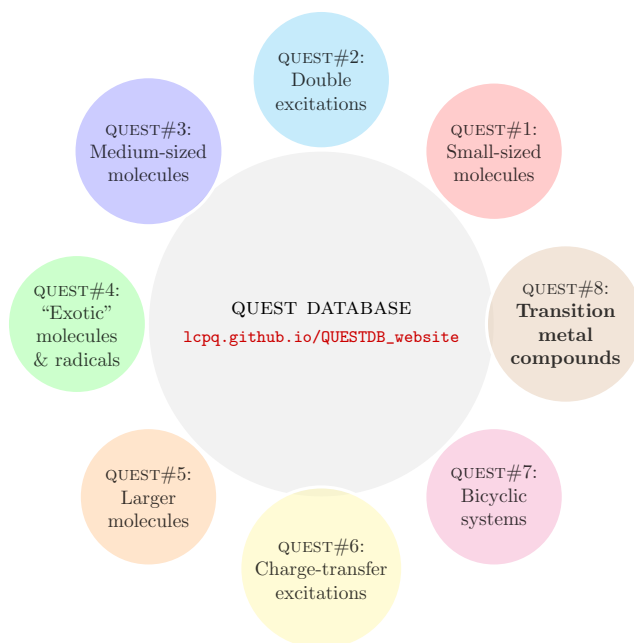 QUEST#2:
Double
excitations
QUEST#3:
Medium-sized
molecules
QUEST#1:
Small-sized
molecules
QUEST#4:
“Exotic”
molecules
& radicals
QUEST DATABASE
lcpq.github.io/QUESTDB_website
QUEST#8:
Transition
metal
compounds
QUEST#5:
Larger
molecules
QUEST#7:
Bicyclic
systems
QUEST#6:
Charge-transfer
excitations